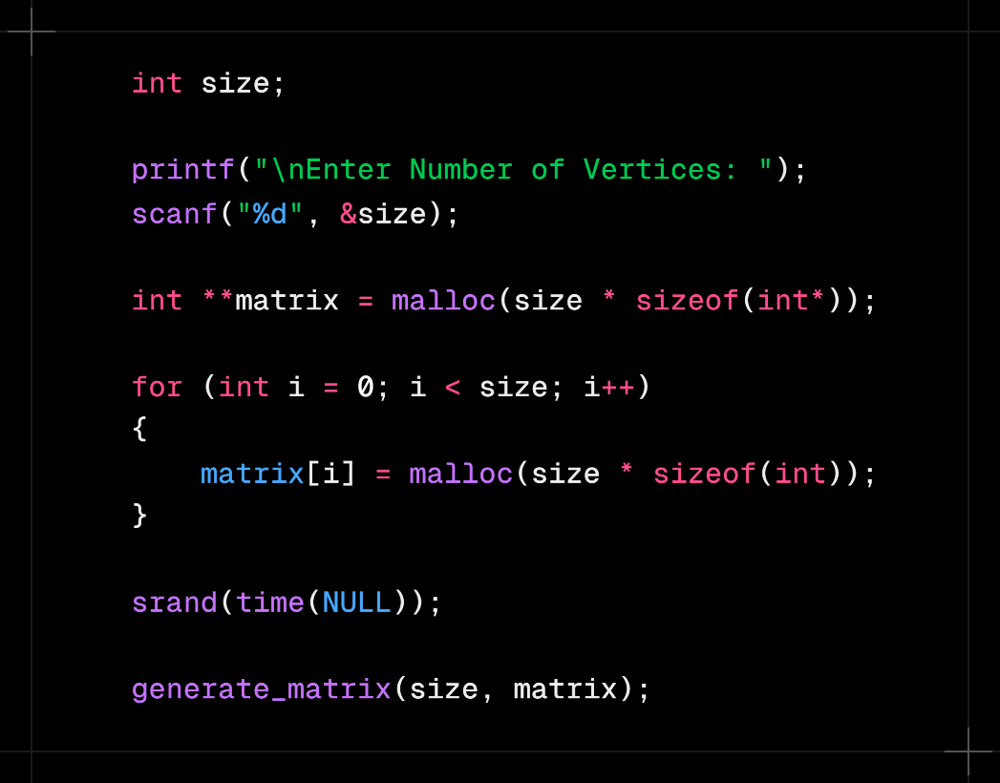 int size;
printf("\nEnter Number of Vertices: ");
scanf("%d", &size);
int **matrix = malloc(size * sizeof(int*));
for (int i = 0; i < size; i++)
{
    matrix[i] = malloc(size * sizeof(int));
}
srand(time(NULL));
generate_matrix(size, matrix);